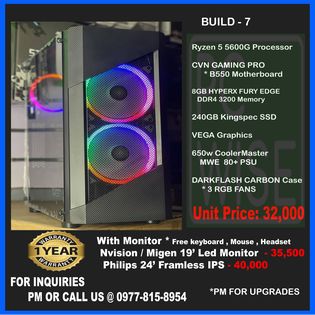 BUILD - 7
Ryzen 5 5600G Processor
CVN GAMING PRO
* B550 Motherboard
8GB HYPERX FURY EDGE
DDR4 3200 Memory
240GB Kingspec SSD
VEGA Graphics
650w CoolerMaster
MWE 80+ PSU
DARKFLASH CARBON Case
* 3 RGB FANS
Unit Price: 32,000
WARRANTY
1 YEAR
WARRANTY
With Monitor * Free keyboard , Mouse , Headset
Nvision / Migen 19' Led Monitor - 35,500
Philips 24' Framless IPS - 40,000
FOR INQUIRIES
PM OR CALL US @ 0977-815-8954
*PM FOR UPGRADES